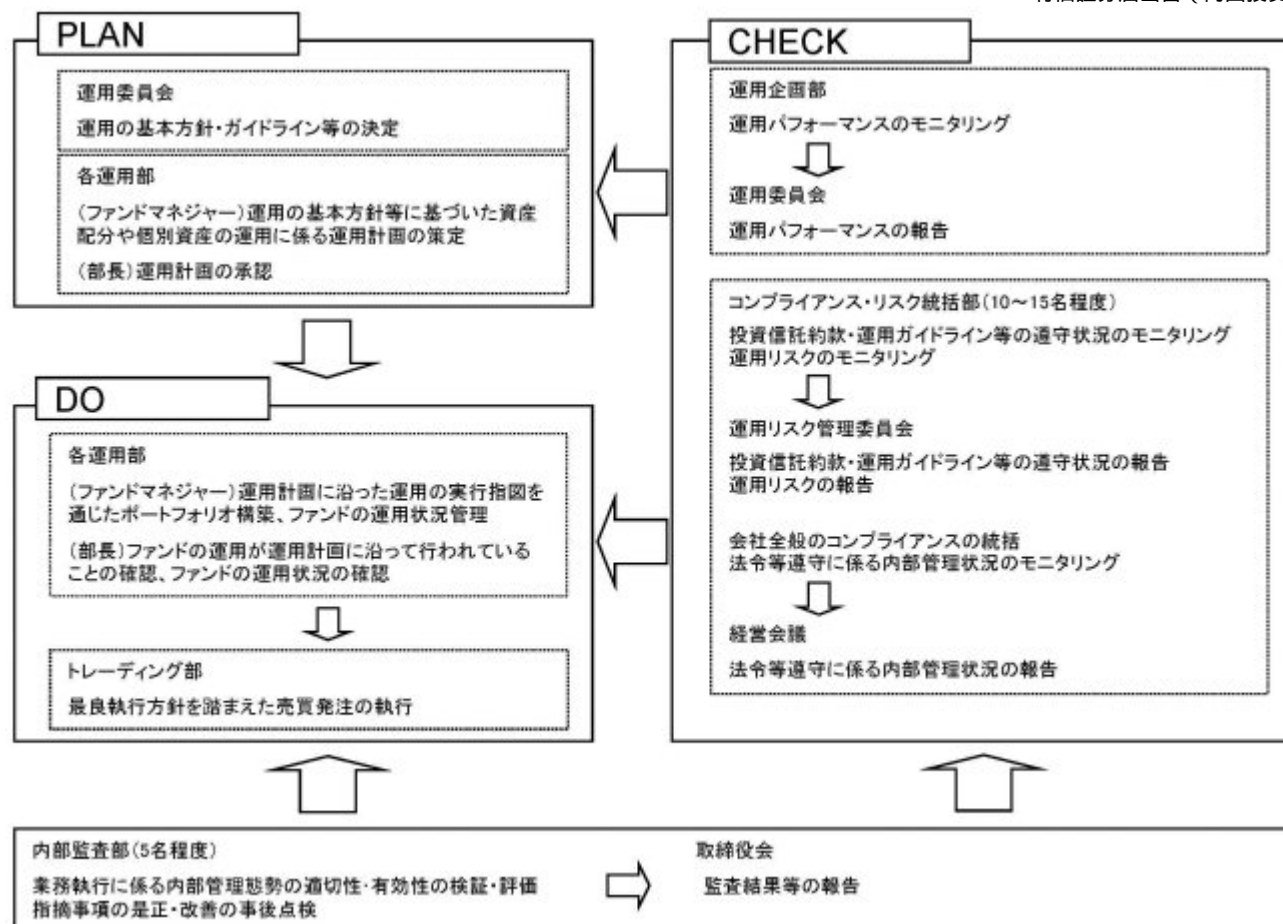 PLAN
運用委員会
運用の基本方針・ガイドライン等の決定
各運用部
(ファンドマネジャー)運用の基本方針等に基づいた資産
配分や個別資産の運用に係る運用計画の策定
(部長)運用計画の承認
DO
各運用部
(ファンドマネジャー)運用計画に沿った運用の実行指図を
通じたポートフォリオ構築、ファンドの運用状況管理
(部長)ファンドの運用が運用計画に沿って行われている
ことの確認、ファンドの運用状況の確認
トレーディング部
最良執行方針を踏まえた売買発注の執行
CHECK
運用企画部
運用パフォーマンスのモニタリング
運用委員会
運用パフォーマンスの報告
コンプライアンス・リスク統括部(10～15名程度)
投資信託約款・運用ガイドライン等の遵守状況のモニタリング
運用リスクのモニタリング
運用リスク管理委員会
投資信託約款・運用ガイドライン等の遵守状況の報告
運用リスクの報告
会社全般のコンプライアンスの統括
法令等遵守に係る内部管理状況のモニタリング
経営会議
法令等遵守に係る内部管理状況の報告
内部監査部(5名程度)
業務執行に係る内部管理態勢の適切性・有効性の検証・評価
指摘事項の是正・改善の事後点検
取締役会
監査結果等の報告